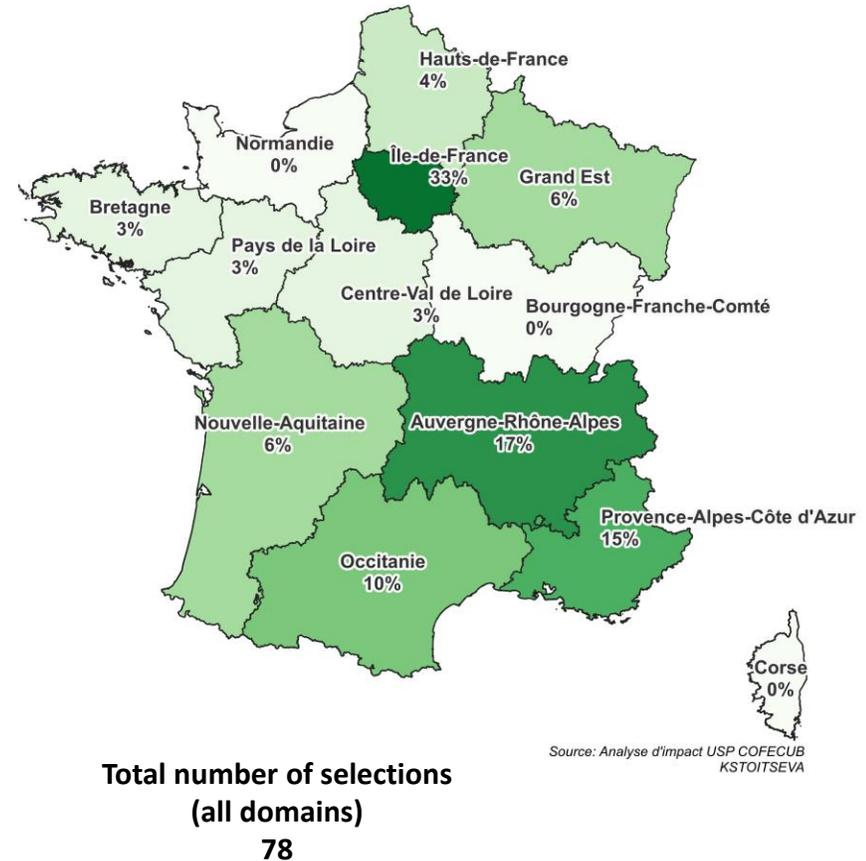 Hauts-de-France
4%
Normandie
0%
Île-de-France
33%
Grand Est
6%
Bretagne
3%
Pays de la Loire
3%
Centre-Val de Loire
3%
Bourgogne-Franche-Comté
0%
Nouvelle-Aquitaine
6%
Auvergne-Rhône-Alpes
17%
Provence-Alpes-Côte d'Azur
15%
Occitanie
10%
Corse
0%
Source: Analyse d'impact USP COFECUB
KSTOITSEVA
Total number of selections
(all domains)
78